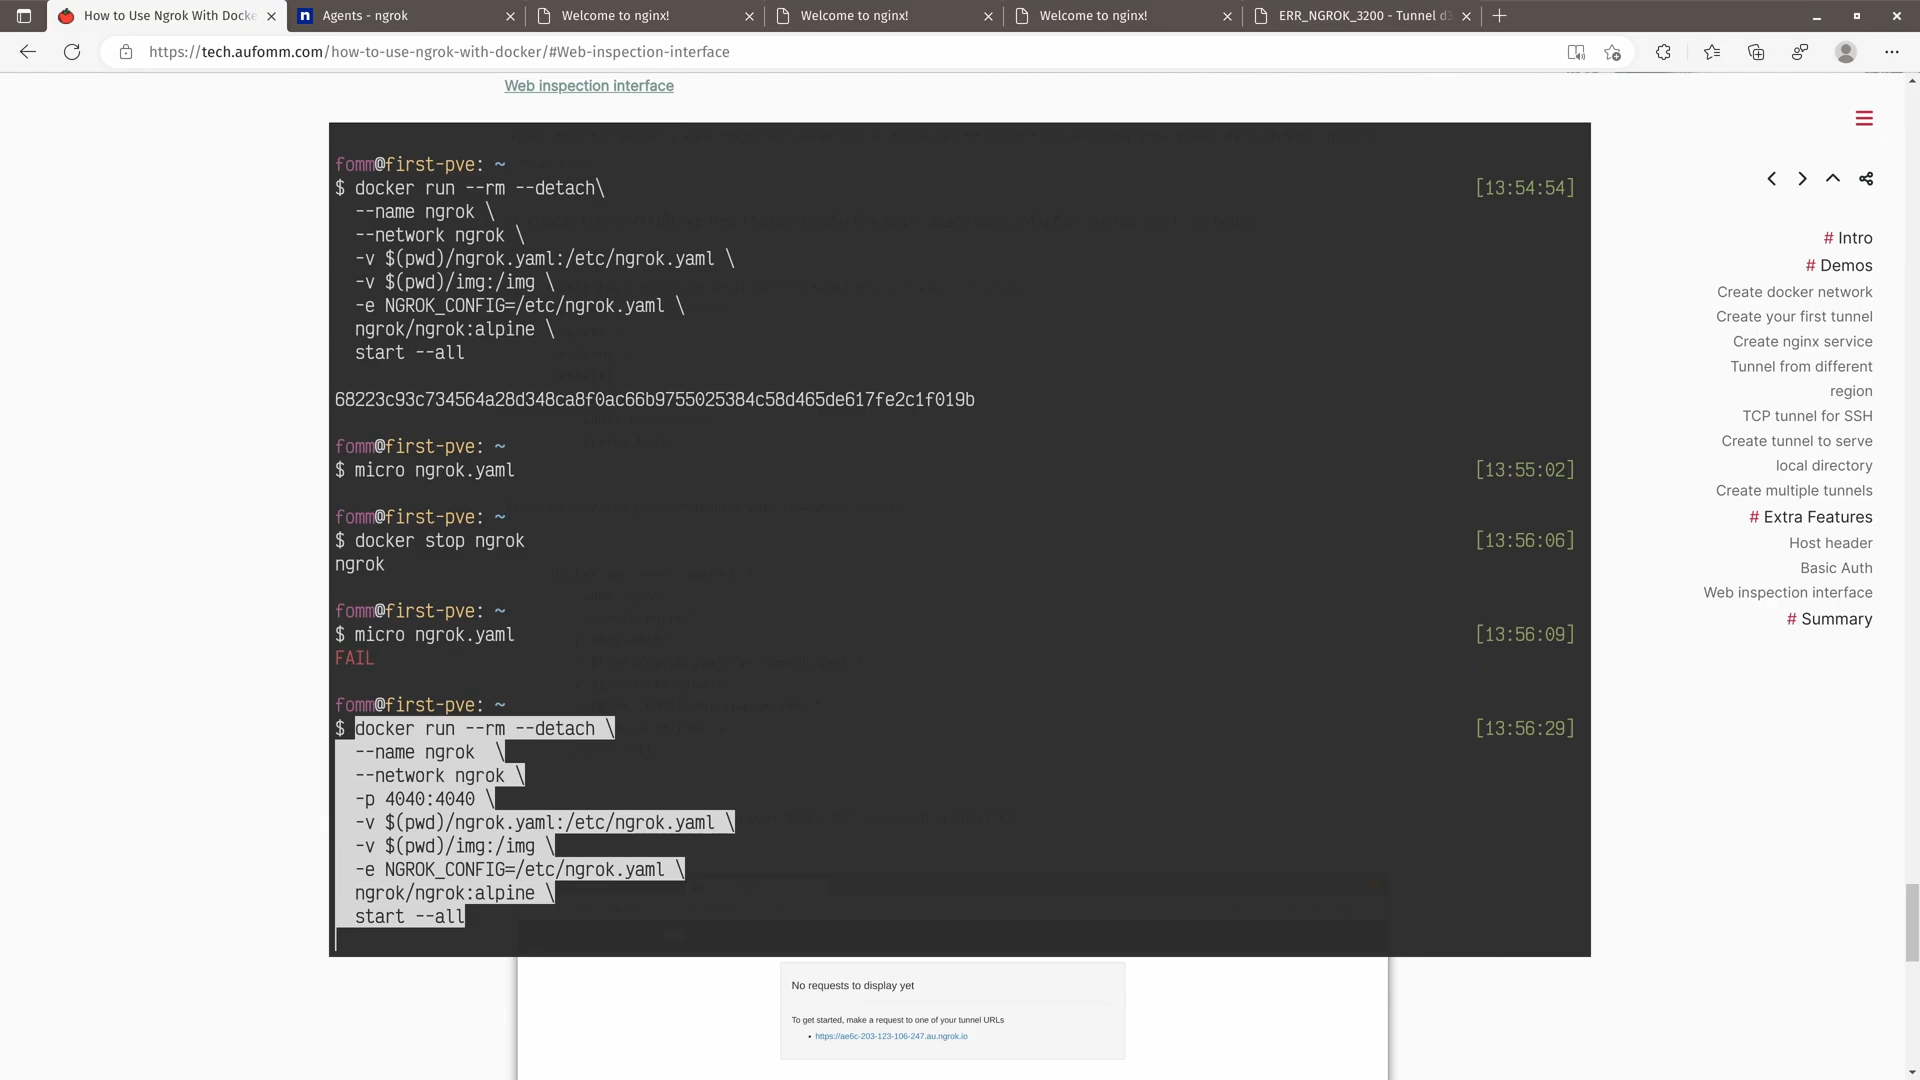 How to Use Ngrok With Docke
Agents - ngrok
Welcome to nginx!
Welcome to nginx!
Welcome to nginx!
ERR_NGROK_3200 - Tunnel d3
https://tech.aufomm.com/how-to-use-ngrok-with-docker/#Web-inspection-interface
Web inspection interface
fomm@first-pve: ~
$ docker run --rm --detach\ [13:54:54]
--name ngrok \
--network ngrok \
-v $(pwd)/ngrok.yaml:/etc/ngrok.yaml \
-v $(pwd)/img:/img \
-e NGROK_CONFIG=/etc/ngrok.yaml \
ngrok/ngrok:alpine \
start --all
68223c93c734564a28d348ca8f0ac66b9755025384c58d465de617fe2c1f019b
fomm@first-pve: ~
$ micro ngrok.yaml [13:55:02]
fomm@first-pve: ~
$ docker stop ngrok [13:56:06]
ngrok
fomm@first-pve: ~
$ micro ngrok.yaml [13:56:09]
FAIL
fomm@first-pve: ~
$ docker run --rm --detach \ [13:56:29]
--name ngrok  \
--network ngrok \
-p 4040:4040 \
-v $(pwd)/ngrok.yaml:/etc/ngrok.yaml \
-v $(pwd)/img:/img \
-e NGROK_CONFIG=/etc/ngrok.yaml \
ngrok/ngrok:alpine \
start --all
No requests to display yet
To get started, make a request to one of your tunnel URLs
• https://ae6c-203-123-106-247.au.ngrok.io
# Intro
# Demos
Create docker network
Create your first tunnel
Create nginx service
Tunnel from different
region
TCP tunnel for SSH
Create tunnel to serve
local directory
Create multiple tunnels
# Extra Features
Host header
Basic Auth
Web inspection interface
# Summary